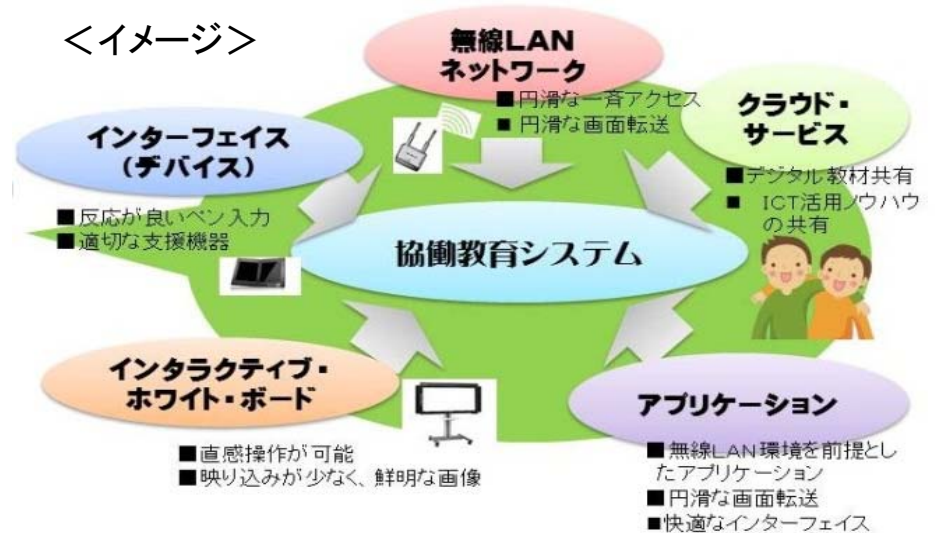 ＜イメージ＞
無線LAN
ネットワーク
■円滑な一斉アクセス
■ 円滑な画面転送
クラウド・
サービス
■デジタル教材共有
■ ICT活用ノウハウ
の共有
インターフェイス
（デバイス）
■反応が良いペン入力
■適切な支援機器
協働教育システム
インタラクティブ・
ホワイト・ボード
■直感操作が可能
■映り込みが少なく、鮮明な画像
アプリケーション
■無線LAN環境を前提とし
たアプリケーション
■円滑な画面転送
■快適なインターフェイス